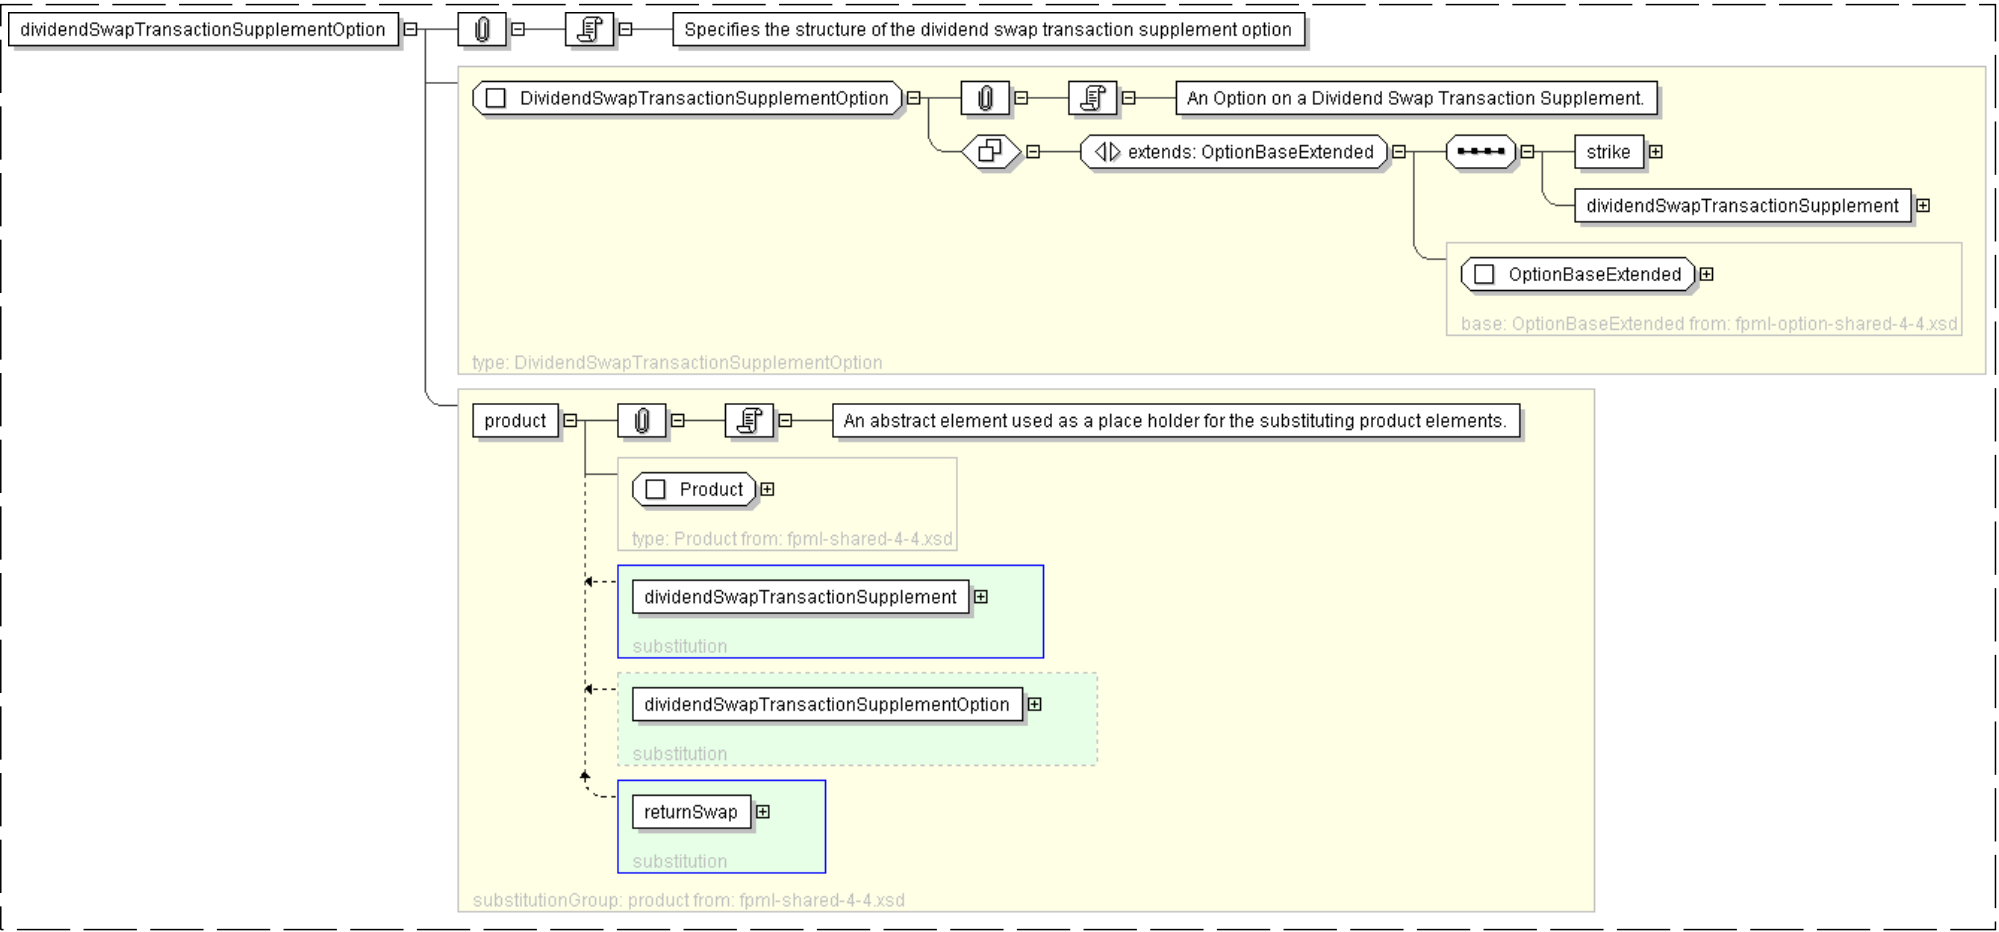 dividendSwapTransactionSupplementOption
Specifies the structure of the dividend swap transaction supplement option
DividendSwapTransactionSupplementOption
An Option on a Dividend Swap Transaction Supplement.
extends: OptionBaseExtended
strike
dividendSwapTransactionSupplement
OptionBaseExtended
base: OptionBaseExtended from: fpml-option-shared-4-4.xsd
type: DividendSwapTransactionSupplementOption
product
An abstract element used as a place holder for the substituting product elements.
Product
type: Product from: fpml-shared-4-4.xsd
dividendSwapTransactionSupplement
substitution
dividendSwapTransactionSupplementOption
substitution
returnSwap
substitution
substitutionGroup: product from: fpml-shared-4-4.xsd